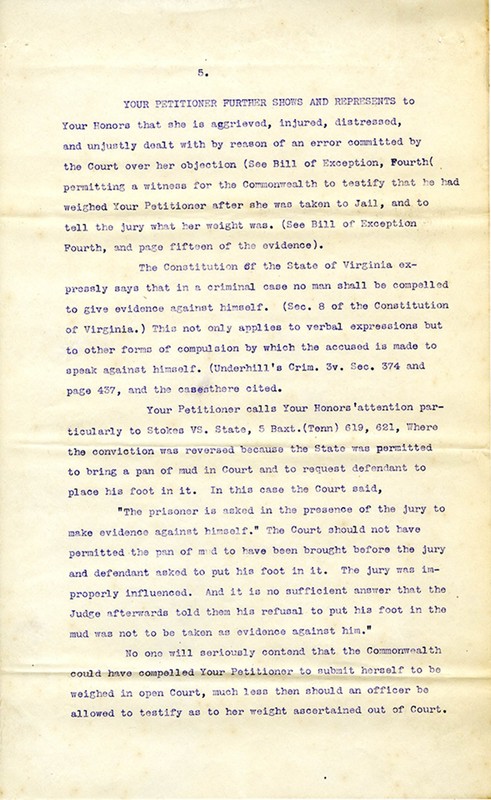 5.
YOUR PETITIONER FURTHER SHOWS AND REPRESENTS to
Your Honors that she is aggrieved, injured, distressed,
and unjustly dealt with by reason of an error committed by
the Court over her objection (See Bill of Exception, Fourth(
permitting a witness for the Commonwealth to testify that he had
weighed Your Petitioner after she was taken to Jail, and to
tell the jury what her weight was. (See Bill of Exception
Fourth, and page fifteen of the evidence).
The Constitution of the State of Virginia ex-
pressly says that in a criminal case no man shall be compelled
to give evidence against himself. (Sec. 8 of the Constitution
of Virginia.) This not only applies to verbal expressions but
to other forms of compulsion by which the accused is made to
speak against himself. (Underhill's Crim. 3v. Sec. 374 and
page 437, and the casesthere cited.
Your Petitioner calls Your Honors'attention par-
ticularly to Stokes VS. State, 5 Baxt.(Tenn) 619, 621, Where
the conviction was reversed because the State was permitted
to bring a pan of mud in Court and to request defendant to
place his foot in it. In this case the Court said,
"The prisoner is asked in the presence of the jury to
make evidence against himself." The Court should not have
permitted the pan of mud to have been brought before the jury
and defendant asked to put his foot in it. The jury was im-
properly influenced. And it is no sufficient answer that the
Judge afterwards told them his refusal to put his foot in the
mud was not to be taken as evidence against him."
No one will seriously contend that the Commonwealth
could have compelled Your Petitioner to submit herself to be
weighed in open Court, much less then should an officer be
allowed to testify as to her weight ascertained out of Court.